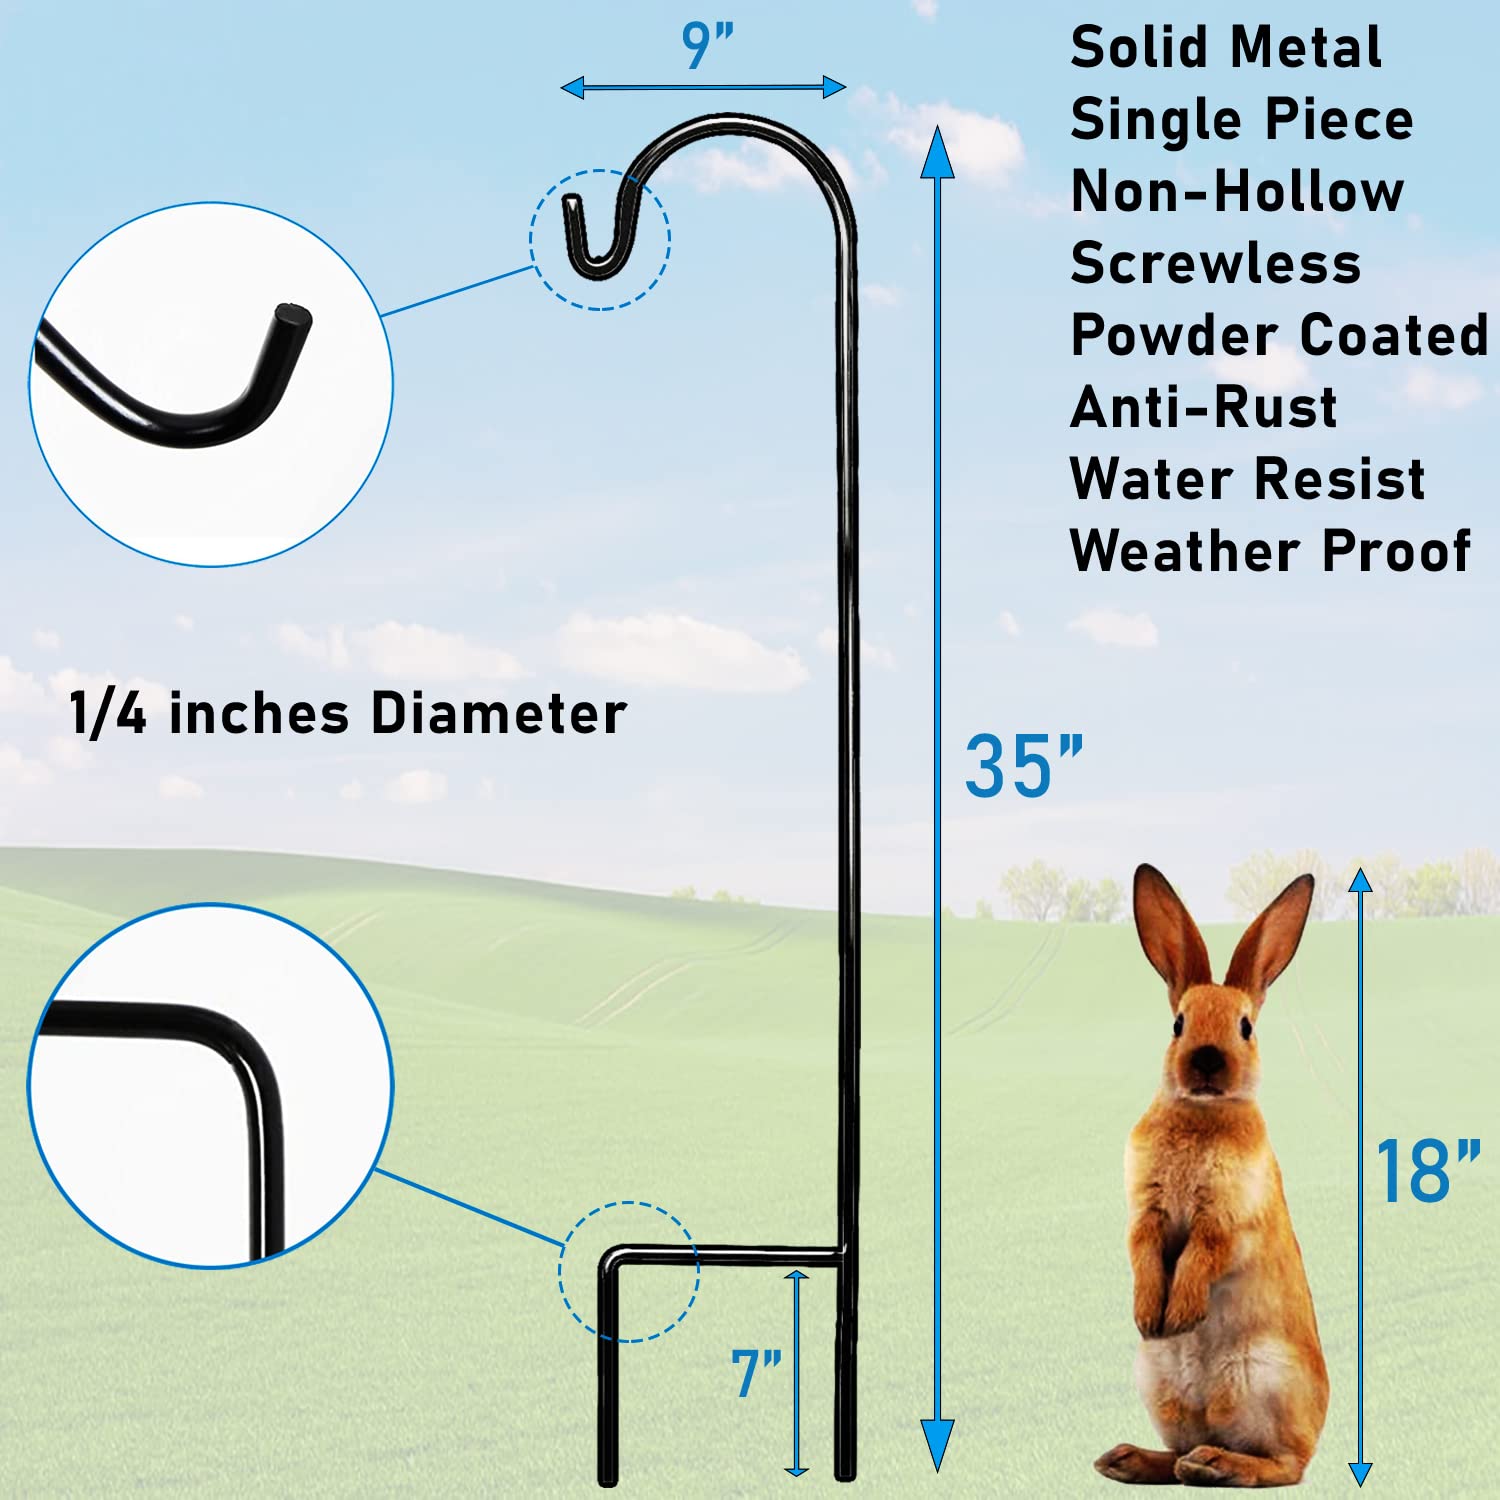 9”
Solid Metal
Single Piece
Non-Hollow
Screwless
Powder Coated
Anti-Rust
Water Resist
Weather Proof
1/4 inches Diameter
35”
18”
7”